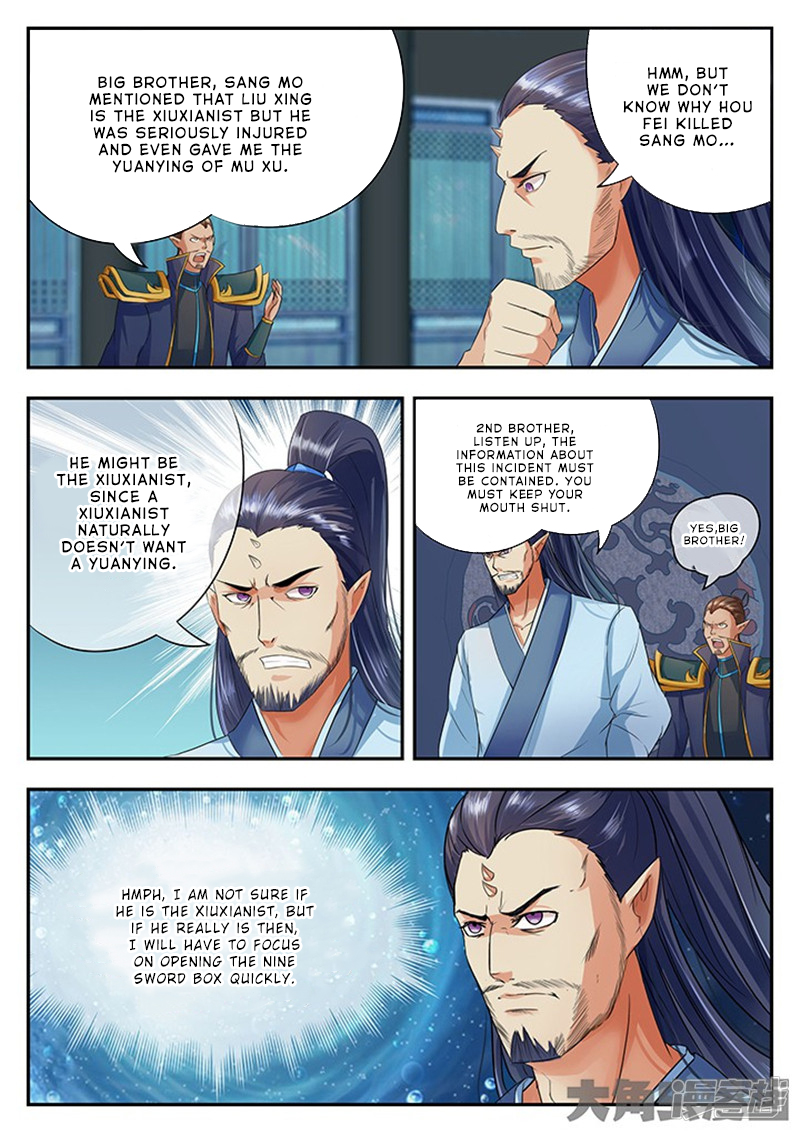 BIG BROTHER, SANG MO
MENTIONED THAT LIU XING
IS THE XIUXIANIST BUT HE
WAS SERIOUSLY INJURED
AND EVEN GAVE ME THE
YUANYING OF MU XU.
HMM, BUT
WE DON'T
KNOW WHY HOU
FEI KILLED
SANG MO...
HE MIGHT BE
THE XIUXIANIST,
SINCE A
XIUXIANIST
NATURALLY
DOESN'T WANT
A YUANYING.
2ND BROTHER,
LISTEN UP, THE
INFORMATION ABOUT
THIS INCIDENT MUST
BE CONTAINED. YOU
MUST KEEP YOUR
MOUTH SHUT.
YES,BIG
BROTHER!
HMPH, I AM NOT SURE IF
HE IS THE XIUXIANIST, BUT
IF HE REALLY IS THEN,
I WILL HAVE TO FOCUS
ON OPENING THE NINE
SWORD BOX QUICKLY.
大角